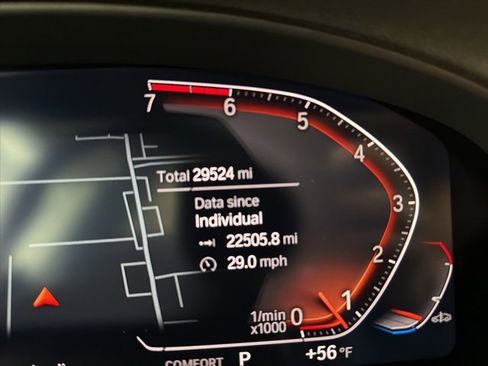 7 6 5 4 3 2 1 0
Total 29524 mi
Data since
Individual
22505.8 mi
29.0 mph
1/min
x1000
COMFORT P +56 °F